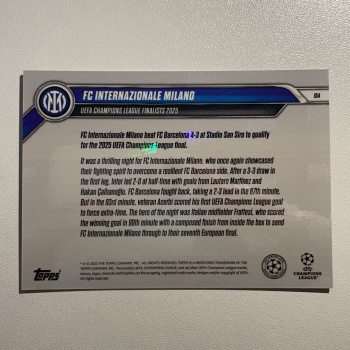 FC INTERNAZIONALE MILANO
154
UEFA CHAMPIONS LEAGUE FINALISTS 2025
FC Internazionale Milano beat FC Barcelona 4-3 at Stadio San Siro to qualify
for the 2025 UEFA Champions League final.
It was a thrilling night for FC Internazionale Milano, who once again showcased
their fighting spirit to overcome a resilient FC Barcelona side. After a 3-3 draw in
the first leg, Inter led 2-0 at half-time with goals from Lautaro Martínez and
Hakan Çalhanoğlu. FC Barcelona fought back, taking a 2-3 lead in the 87th minute.
But in the 93rd minute, veteran Acerbi scored his first UEFA Champions League goal
to force extra-time. The hero of the night was Italian midfielder Frattesi, who scored
the winning goal in 99th minute with a composed finish from inside the box to send
FC Internazionale Milano through to their seventh European final.
Topps
CHAMPIONS
LEAGUE